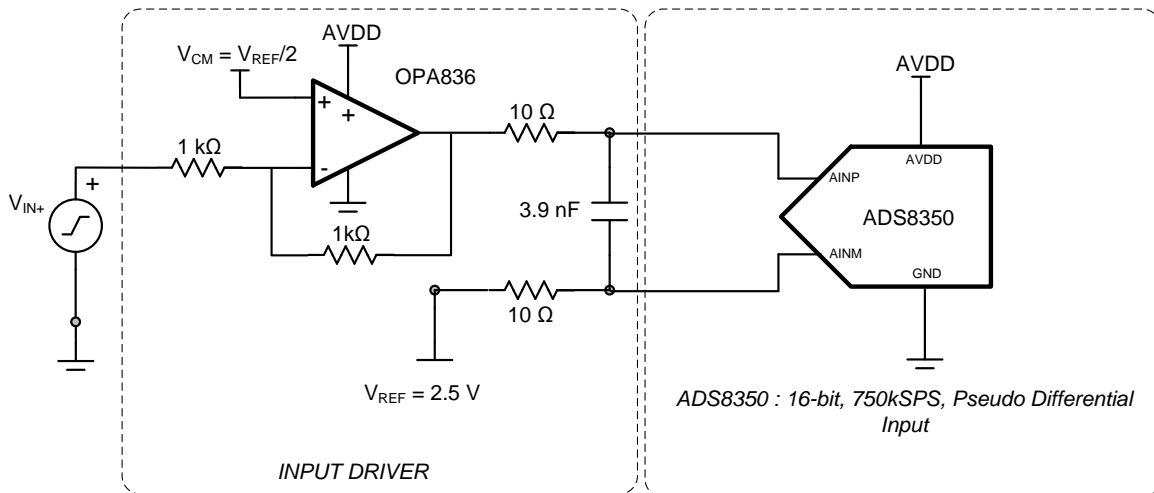 AVDD
V_CM = V_REF/2
OPA836
+
+
-
1 kΩ
+
V_IN+
1kΩ
10 Ω
3.9 nF
10 Ω
V_REF = 2.5 V
INPUT DRIVER
AVDD
AVDD
AINP
ADS8350
AINM
GND
ADS8350 : 16-bit, 750kSPS, Pseudo Differential
Input